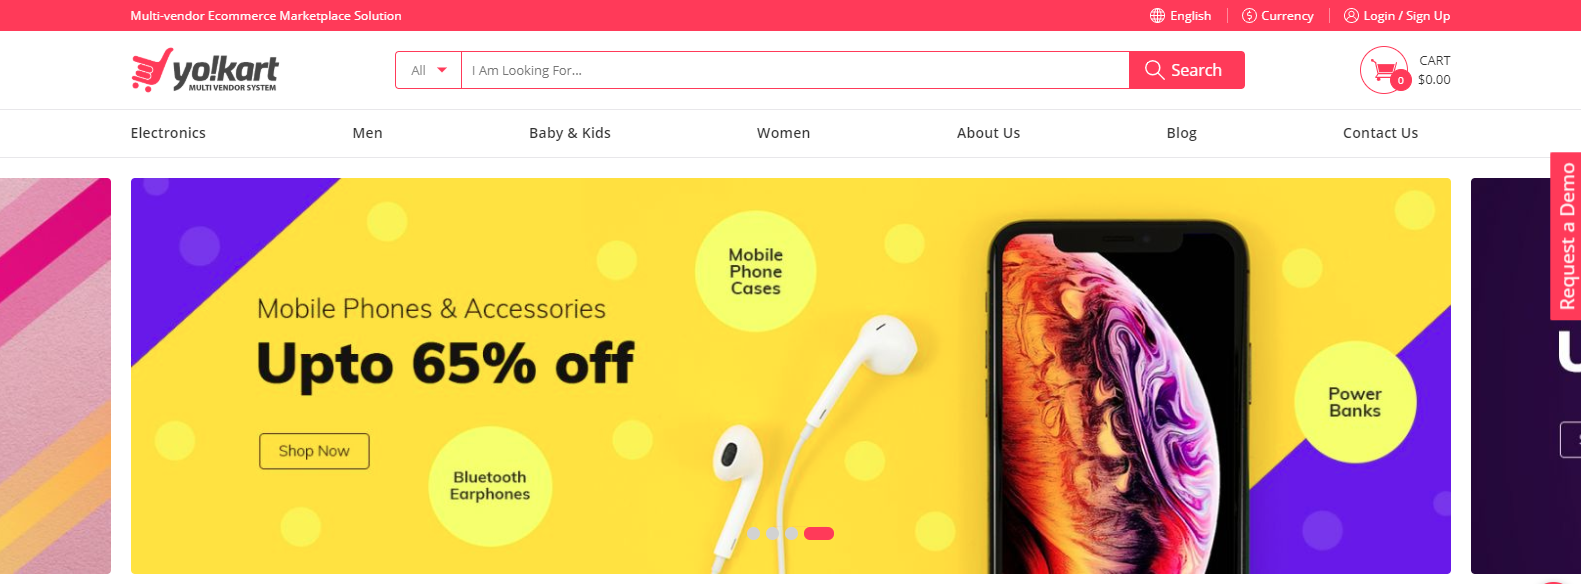 Multi-vendor Ecommerce Marketplace Solution
English
Currency
Login / Sign Up
yo!kart
MULTI VENDOR SYSTEM
All
I Am Looking For...
Search
0
CART
$0.00
Electronics
Men
Baby & Kids
Women
About Us
Blog
Contact Us
Request a Demo
Mobile Phones & Accessories
Upto 65% off
Shop Now
Mobile
Phone
Cases
Bluetooth
Earphones
Power
Banks